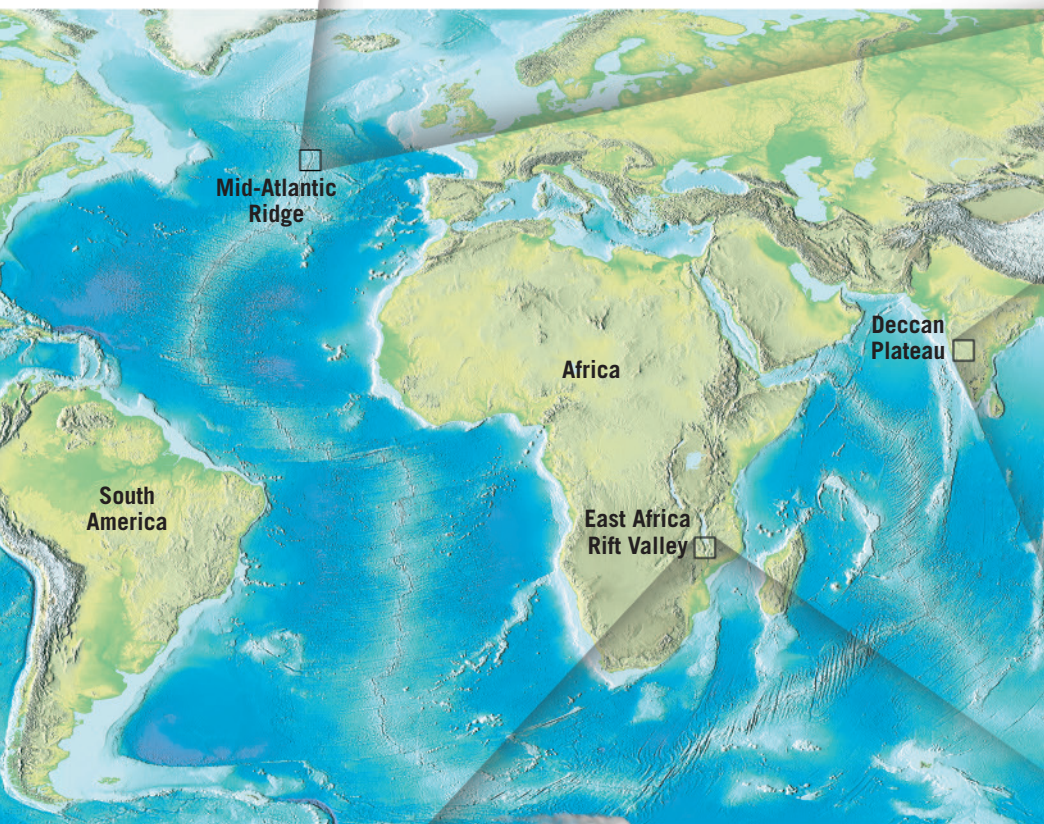 Mid-Atlantic
Ridge
Deccan
Plateau
Africa
South
America
East Africa
Rift Valley